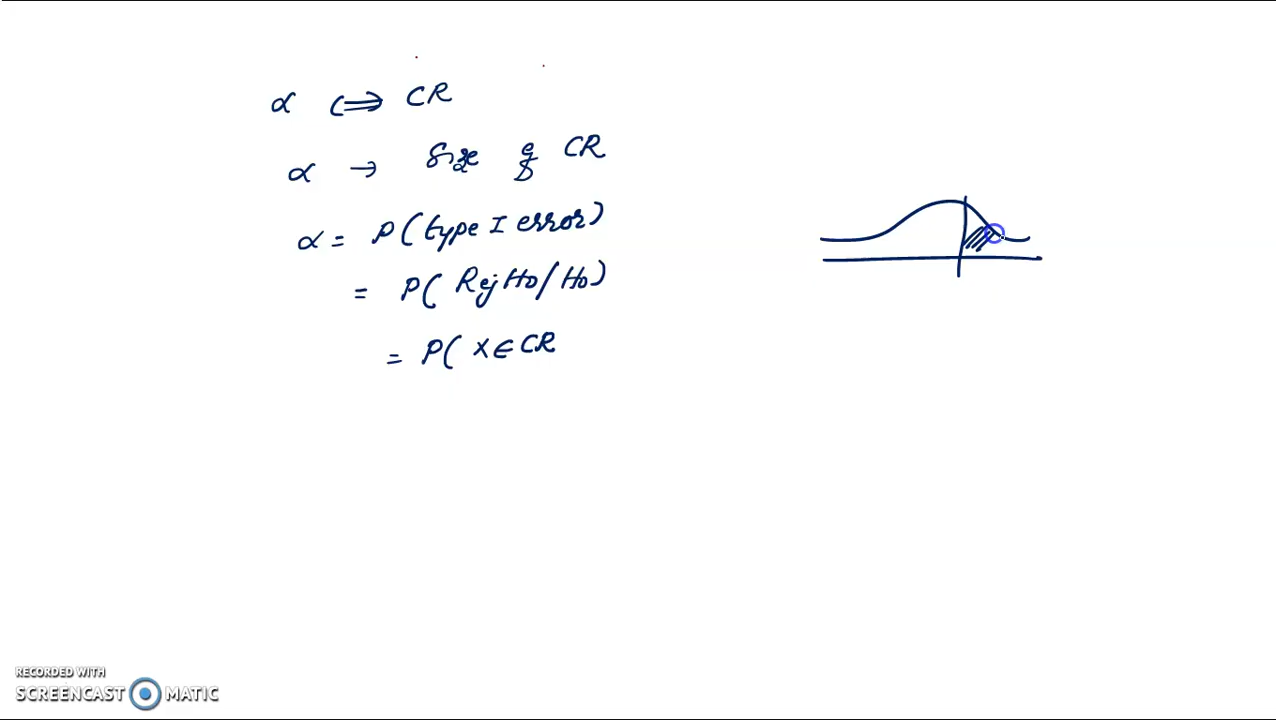 α ⟺ CR
α → Size of CR
α = P( type I error)
= P( Rej H0 / H0 )
= P( X ∈ CR
RECORDED WITH
SCREENCAST MATIC